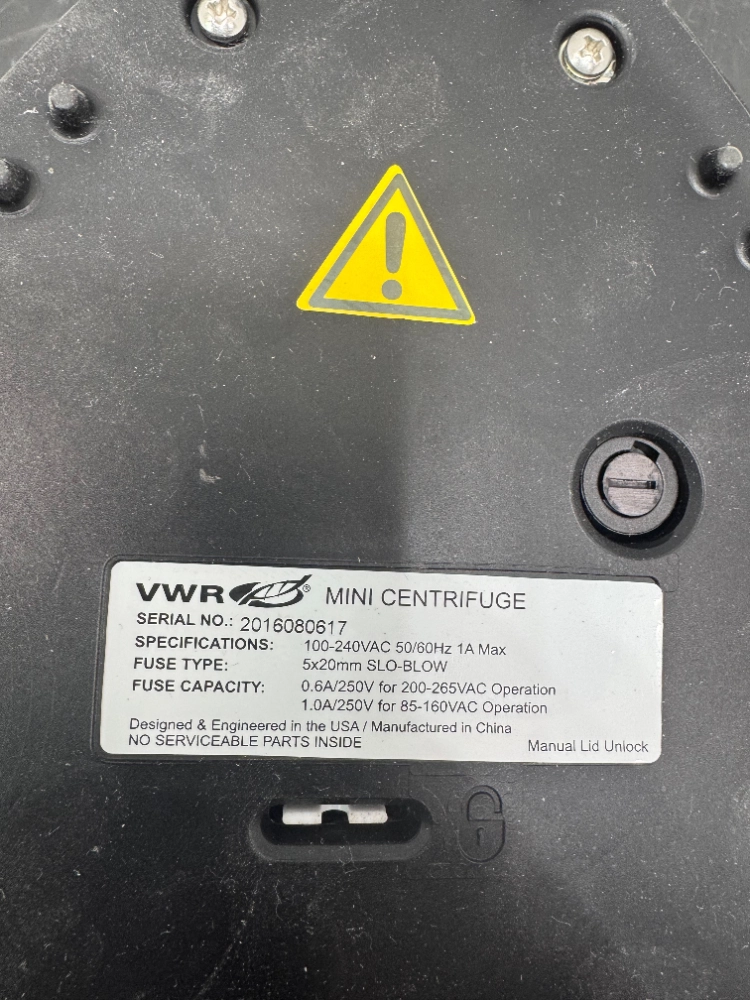 VWR® MINI CENTRIFUGE
SERIAL NO.: 2016080617
SPECIFICATIONS: 100-240VAC 50/60Hz 1A Max
FUSE TYPE: 5x20mm SLO-BLOW
FUSE CAPACITY: 0.6A/250V for 200-265VAC Operation
1.0A/250V for 85-160VAC Operation
Designed & Engineered in the USA / Manufactured in China
NO SERVICEABLE PARTS INSIDE Manual Lid Unlock